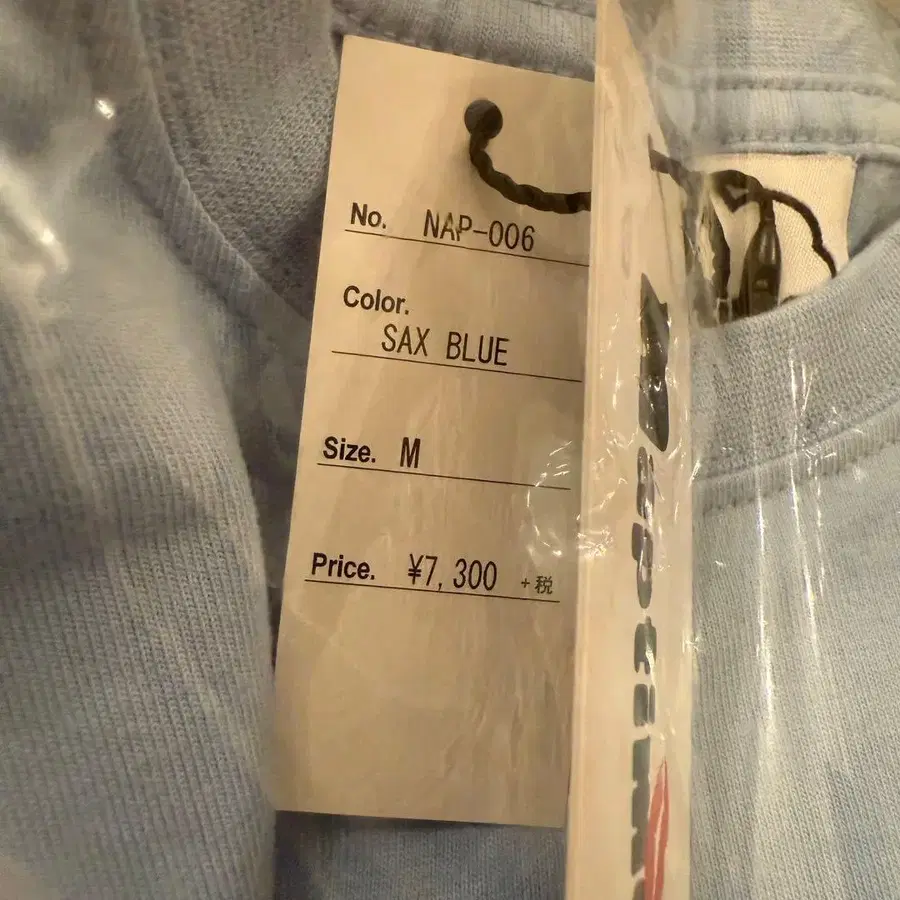 No. NAP-006
Color.
SAX BLUE
Size. M
Price. ¥7,300 +税